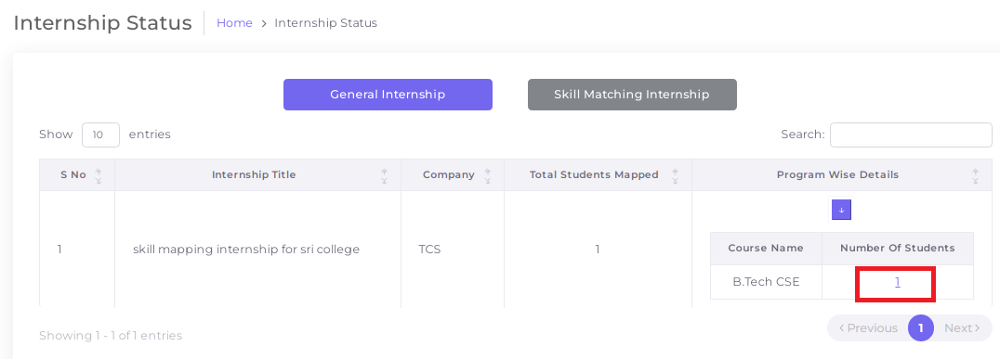 Internship Status Home > Internship Status
General Internship Skill Matching Internship
Show 10 entries Search:
S No Internship Title Company Total Students Mapped Program Wise Details
↓
Course Name Number Of Students
1 skill mapping internship for sri college TCS 1
B.Tech CSE 1
Showing 1 - 1 of 1 entries ‹ Previous 1 Next ›